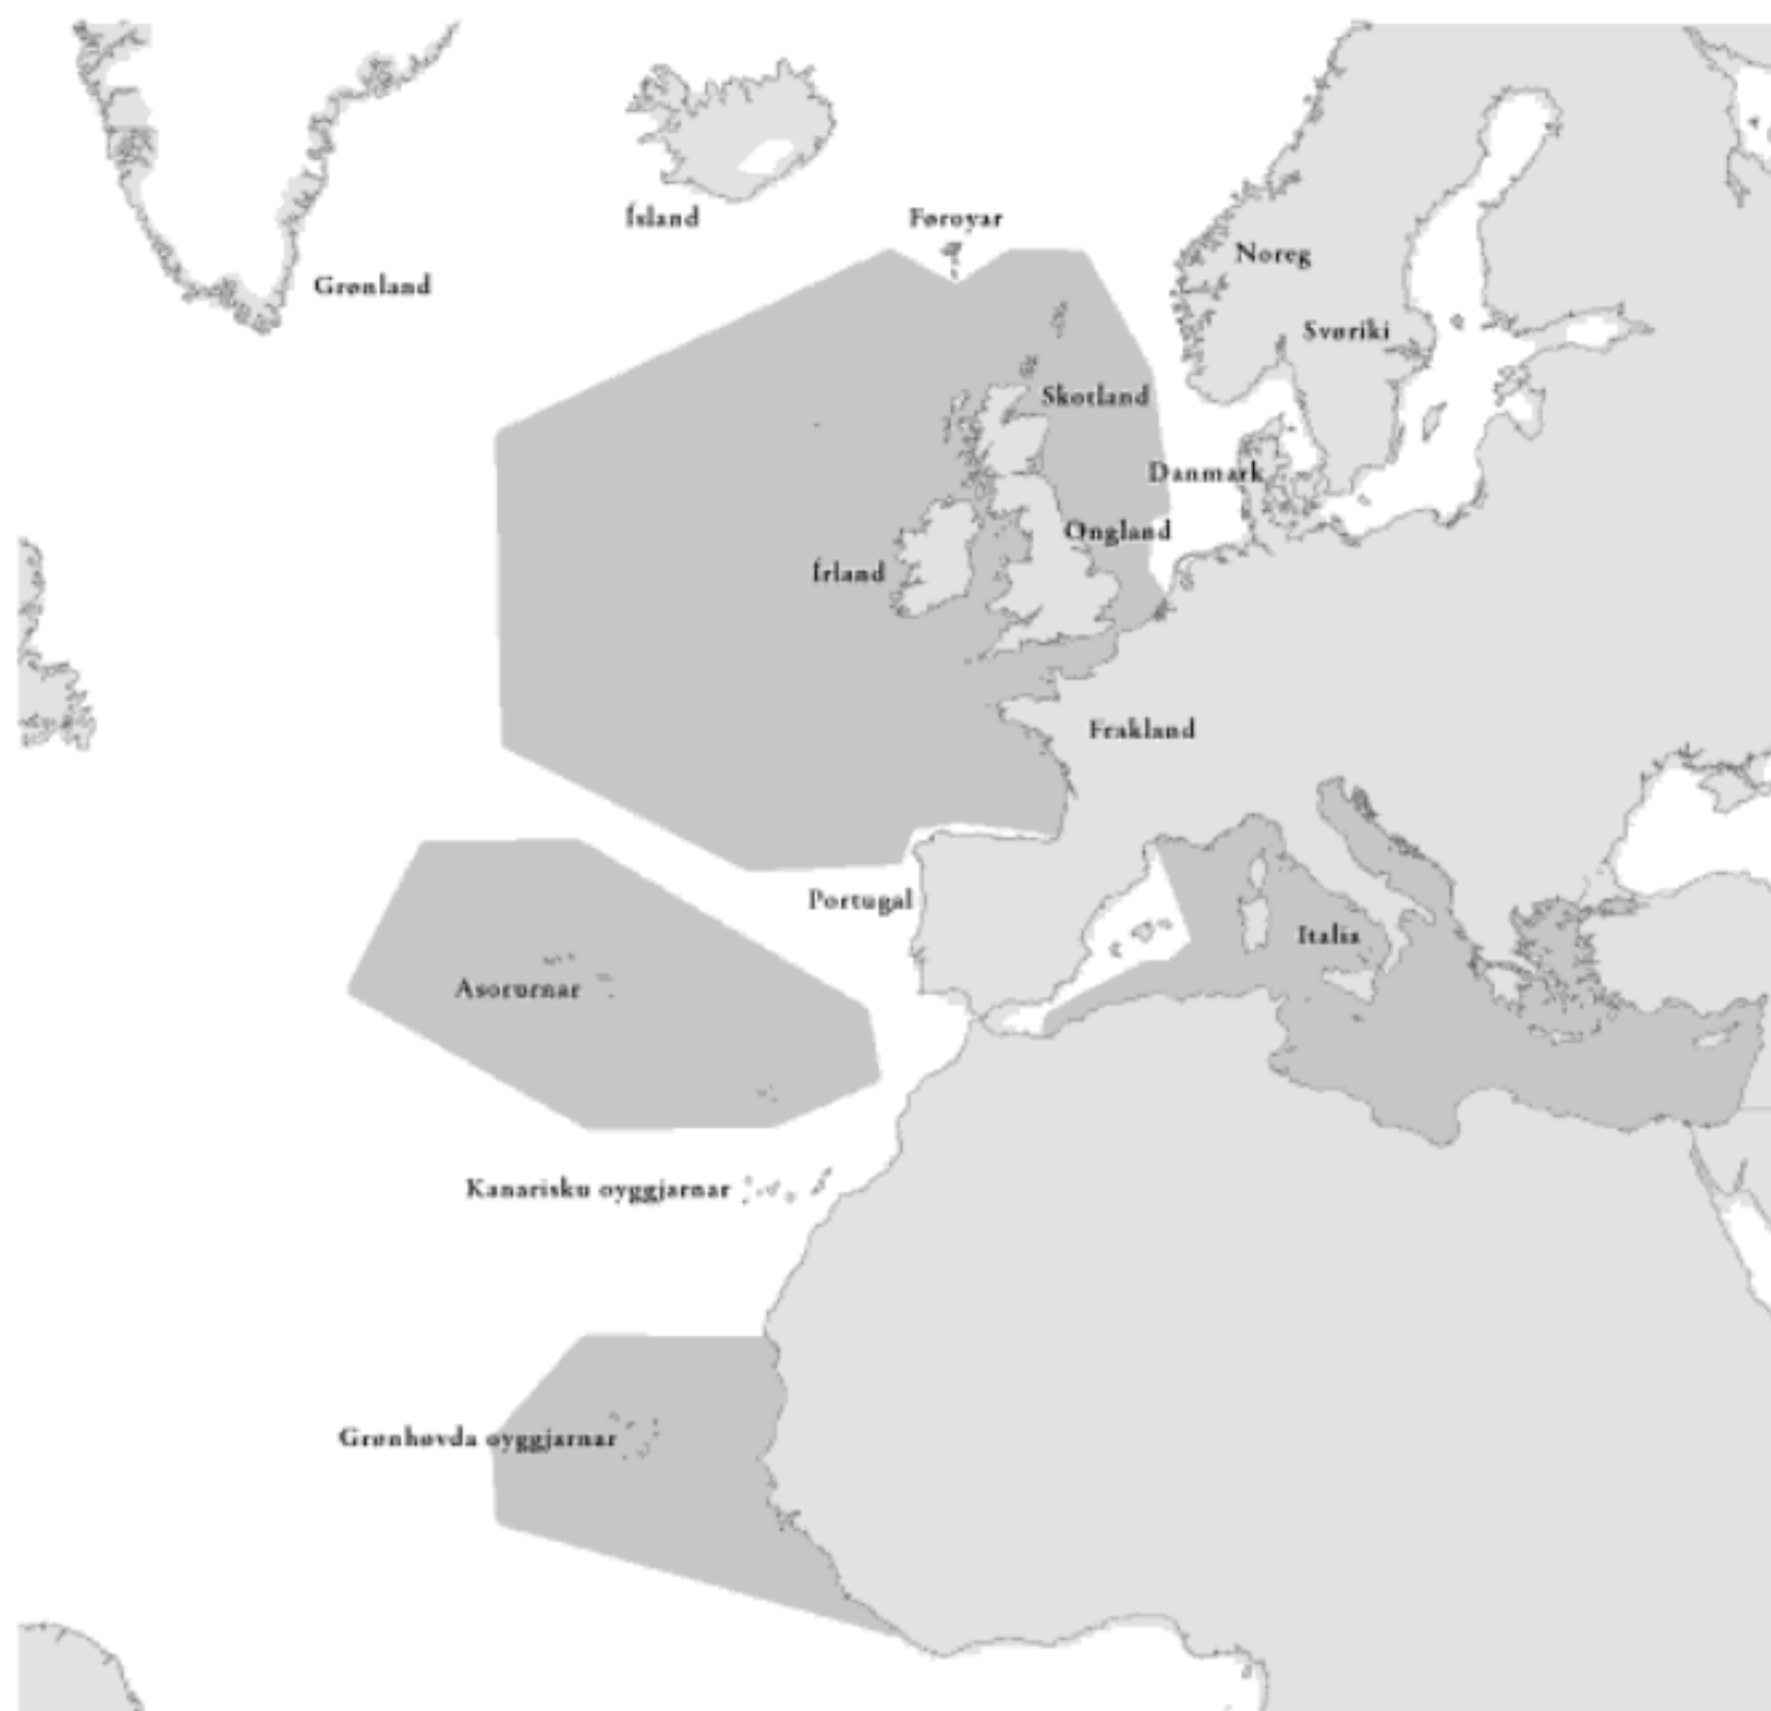 Ísland
Føroyar
Noreg
Grønland
Svøriki
Skotland
Danmark
Ongland
Írland
Frakland
Portugal
Italia
Asorurnar
Kanarisku oyggjarnar
Grønhøvda oyggjarnar